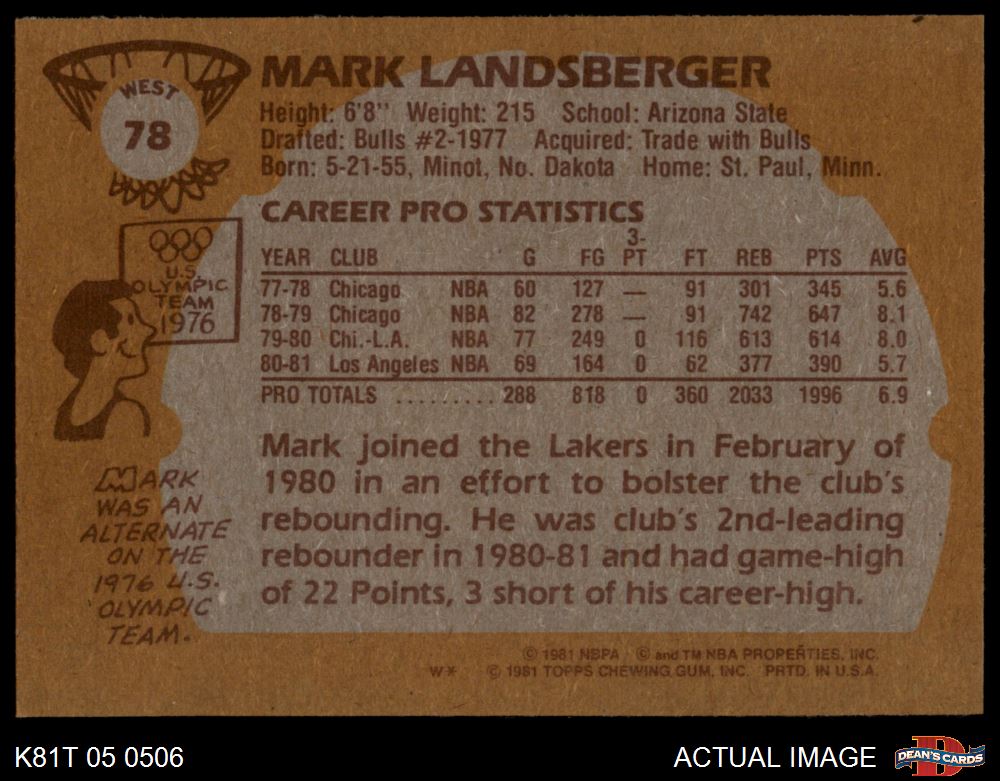 WEST
78
MARK LANDSBERGER
Height: 6'8" Weight: 215 School: Arizona State
Drafted: Bulls #2-1977 Acquired: Trade with Bulls
Born: 5-21-55, Minot, No. Dakota Home: St. Paul, Minn.
CAREER PRO STATISTICS
YEAR CLUB G FG 3-PT FT REB PTS AVG
77-78 Chicago NBA 60 127 — 91 301 345 5.6
78-79 Chicago NBA 82 278 — 91 742 647 8.1
79-80 Chi.-L.A. NBA 77 249 0 116 613 614 8.0
80-81 Los Angeles NBA 69 164 0 62 377 390 5.7
PRO TOTALS ......... 288 818 0 360 2033 1996 6.9
U.S.
OLYMPIC
TEAM
1976
MARK
WAS AN
ALTERNATE
ON THE
1976 U.S.
OLYMPIC
TEAM.
Mark joined the Lakers in February of
1980 in an effort to bolster the club's
rebounding. He was club's 2nd-leading
rebounder in 1980-81 and had game-high
of 22 Points, 3 short of his career-high.
© 1981 NBPA © and TM NBA PROPERTIES, INC.
W* © 1981 TOPPS CHEWING GUM, INC. PRTD. IN U.S.A.
K81T 05 0506
ACTUAL IMAGE
D
DEAN'S CARDS